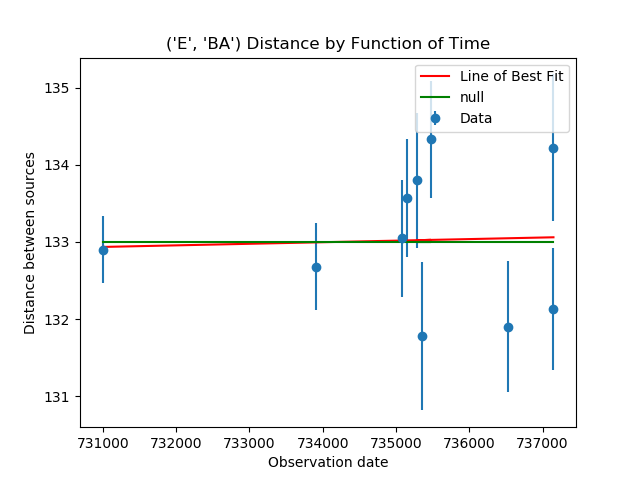 ('E', 'BA') Distance by Function of Time
Line of Best Fit
null
Data
135
134
133
132
131
Distance between sources
731000 732000 733000 734000 735000 736000 737000
Observation date